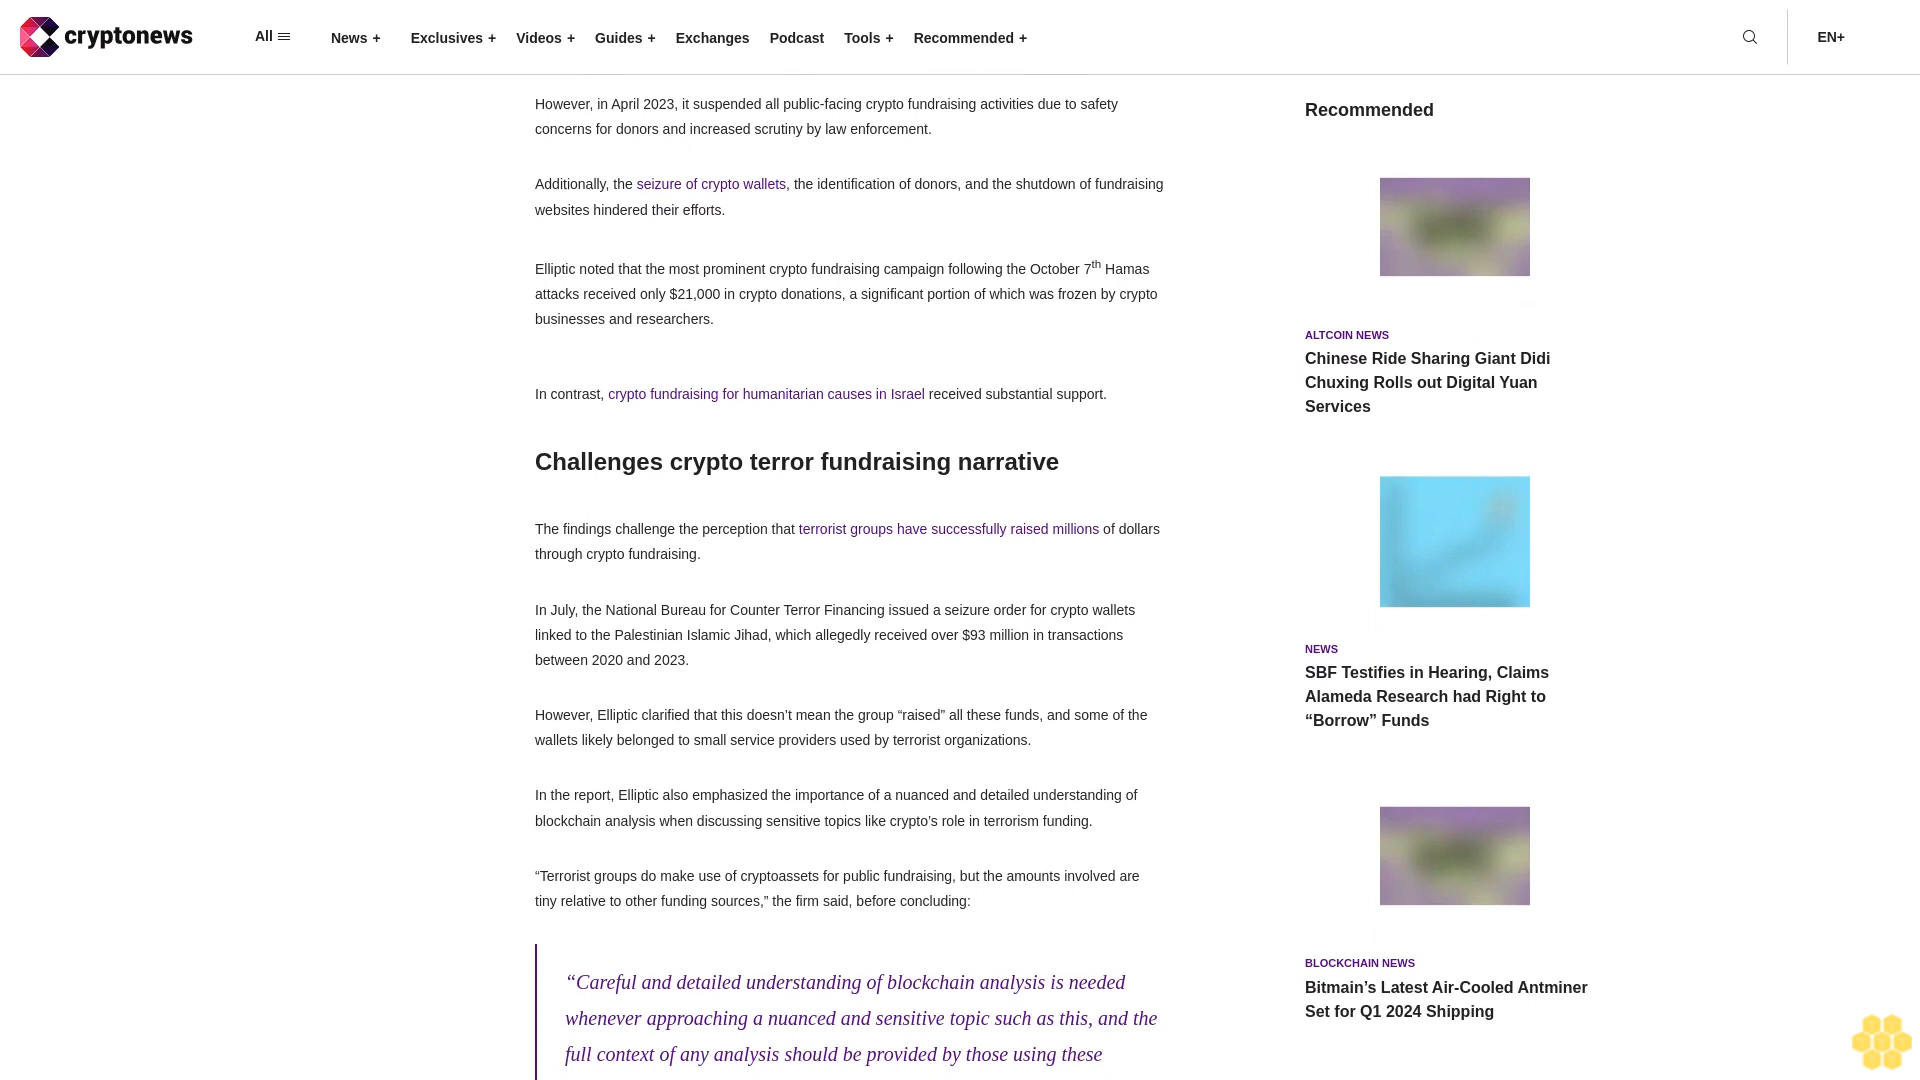 cryptonews
All
News +
Exclusives +
Videos +
Guides +
Exchanges
Podcast
Tools +
Recommended +
EN+
However, in April 2023, it suspended all public-facing crypto fundraising activities due to safety
concerns for donors and increased scrutiny by law enforcement.
Additionally, the seizure of crypto wallets, the identification of donors, and the shutdown of fundraising
websites hindered their efforts.
Elliptic noted that the most prominent crypto fundraising campaign following the October 7th Hamas
attacks received only $21,000 in crypto donations, a significant portion of which was frozen by crypto
businesses and researchers.
In contrast, crypto fundraising for humanitarian causes in Israel received substantial support.
Challenges crypto terror fundraising narrative
The findings challenge the perception that terrorist groups have successfully raised millions of dollars
through crypto fundraising.
In July, the National Bureau for Counter Terror Financing issued a seizure order for crypto wallets
linked to the Palestinian Islamic Jihad, which allegedly received over $93 million in transactions
between 2020 and 2023.
However, Elliptic clarified that this doesn’t mean the group “raised” all these funds, and some of the
wallets likely belonged to small service providers used by terrorist organizations.
In the report, Elliptic also emphasized the importance of a nuanced and detailed understanding of
blockchain analysis when discussing sensitive topics like crypto’s role in terrorism funding.
“Terrorist groups do make use of cryptoassets for public fundraising, but the amounts involved are
tiny relative to other funding sources,” the firm said, before concluding:
“Careful and detailed understanding of blockchain analysis is needed
whenever approaching a nuanced and sensitive topic such as this, and the
full context of any analysis should be provided by those using these
Recommended
ALTCOIN NEWS
Chinese Ride Sharing Giant Didi
Chuxing Rolls out Digital Yuan
Services
NEWS
SBF Testifies in Hearing, Claims
Alameda Research had Right to
“Borrow” Funds
BLOCKCHAIN NEWS
Bitmain’s Latest Air-Cooled Antminer
Set for Q1 2024 Shipping